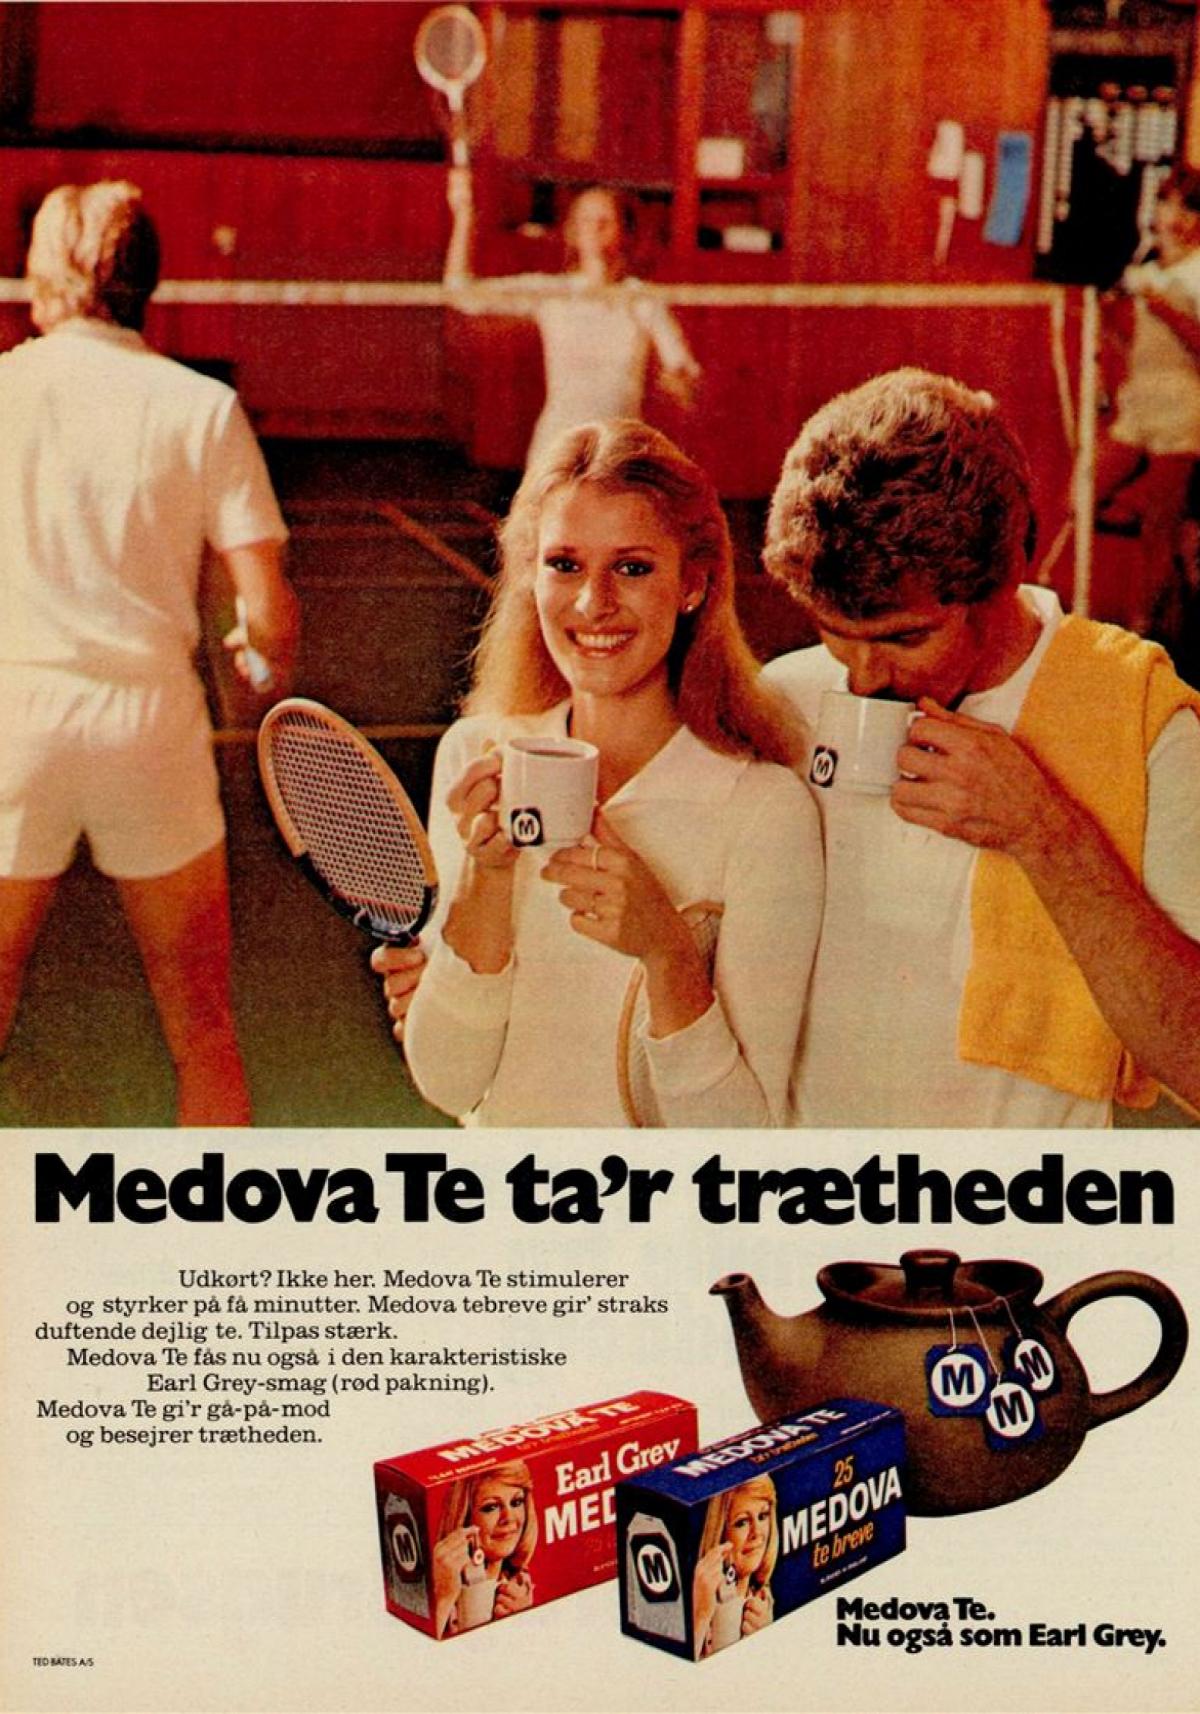 M
M
Medova Te ta'r trætheden
Udkørt? Ikke her. Medova Te stimulerer
og styrker på få minutter. Medova tebreve gir' straks
duftende dejlig te. Tilpas stærk.
Medova Te fås nu også i den karakteristiske
Earl Grey-smag (rød pakning).
Medova Te gi'r gå-på-mod
og besejrer trætheden.
M
M
M
MEDOVA TE
Earl Grey
MED
M
MEDOVA TE
25
MEDOVA
te breve
M
Medova Te.
Nu også som Earl Grey.
TED BATES A/S